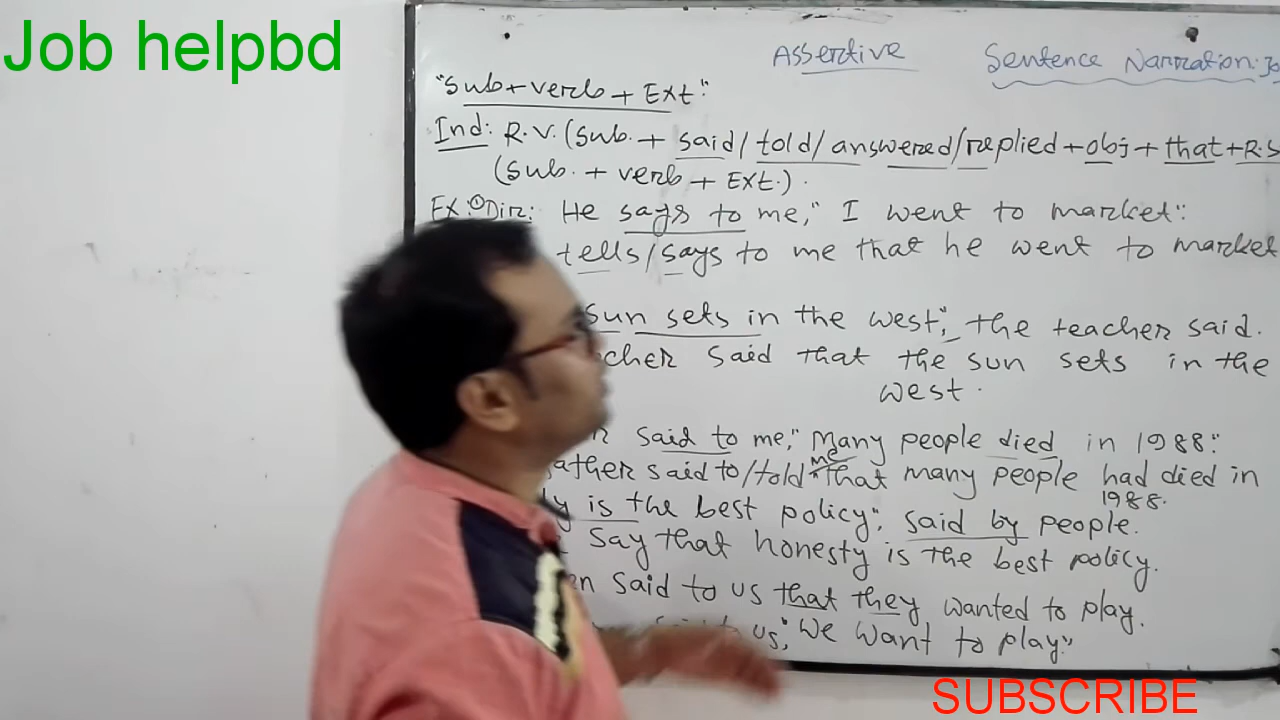 Job helpbd
Assertive Sentence Narration:
"Sub+verb + Ext"
Ind: R.V. (Sub. + said/told/answered/replied+obj + that+R.S
(Sub. + verb + Ext.).
EX:① Dir: He says to me," I went to market":
tells/says to me that he went to market
sun sets in the west", the teacher said.
cher said that the sun sets in the
west.
said to me," Many people died in 1988":
ather said to/told me that many people had died in
1988.
y is the best policy", said by people.
say that honesty is the best policy.
en said to us that they wanted to play.
us," We want to play"
SUBSCRIBE